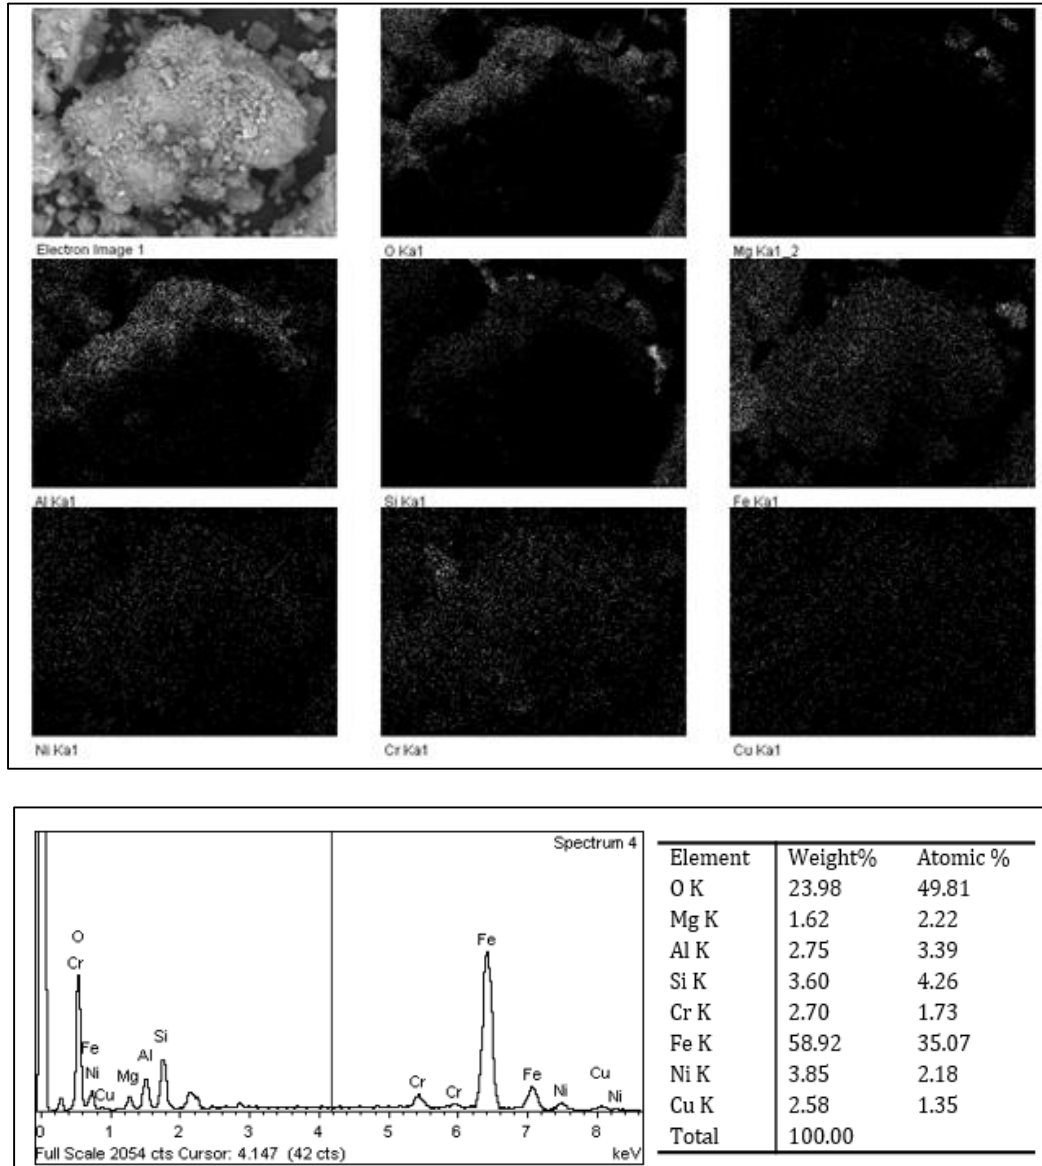 Electron Image 1
O Ka1
Mg Ka1_2
Al Ka1
Si Ka1
Fe Ka1
Ni Ka1
Cr Ka1
Cu Ka1
Spectrum 4
O
Cr
Fe
Ni
Cu
Mg
Al
Si
Cr
Cr
Fe
Fe
Ni
Cu
Ni
0 1 2 3 4 5 6 7 8
Full Scale 2054 cts Cursor: 4.147 (42 cts) keV
Element Weight% Atomic %
O K 23.98 49.81
Mg K 1.62 2.22
Al K 2.75 3.39
Si K 3.60 4.26
Cr K 2.70 1.73
Fe K 58.92 35.07
Ni K 3.85 2.18
Cu K 2.58 1.35
Total 100.00